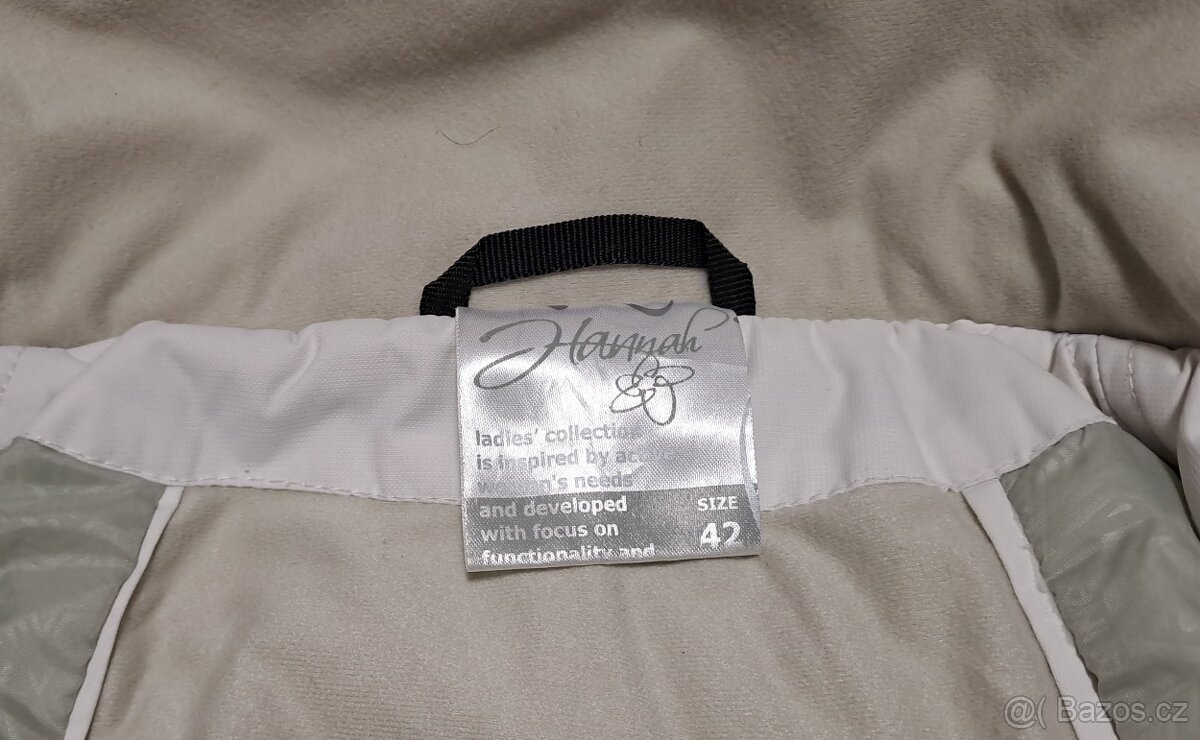 Hannah
ladies' collection
is inspired by active
woman's needs
and developed
with focus on
functionality and
SIZE
42
@( Bazos.cz